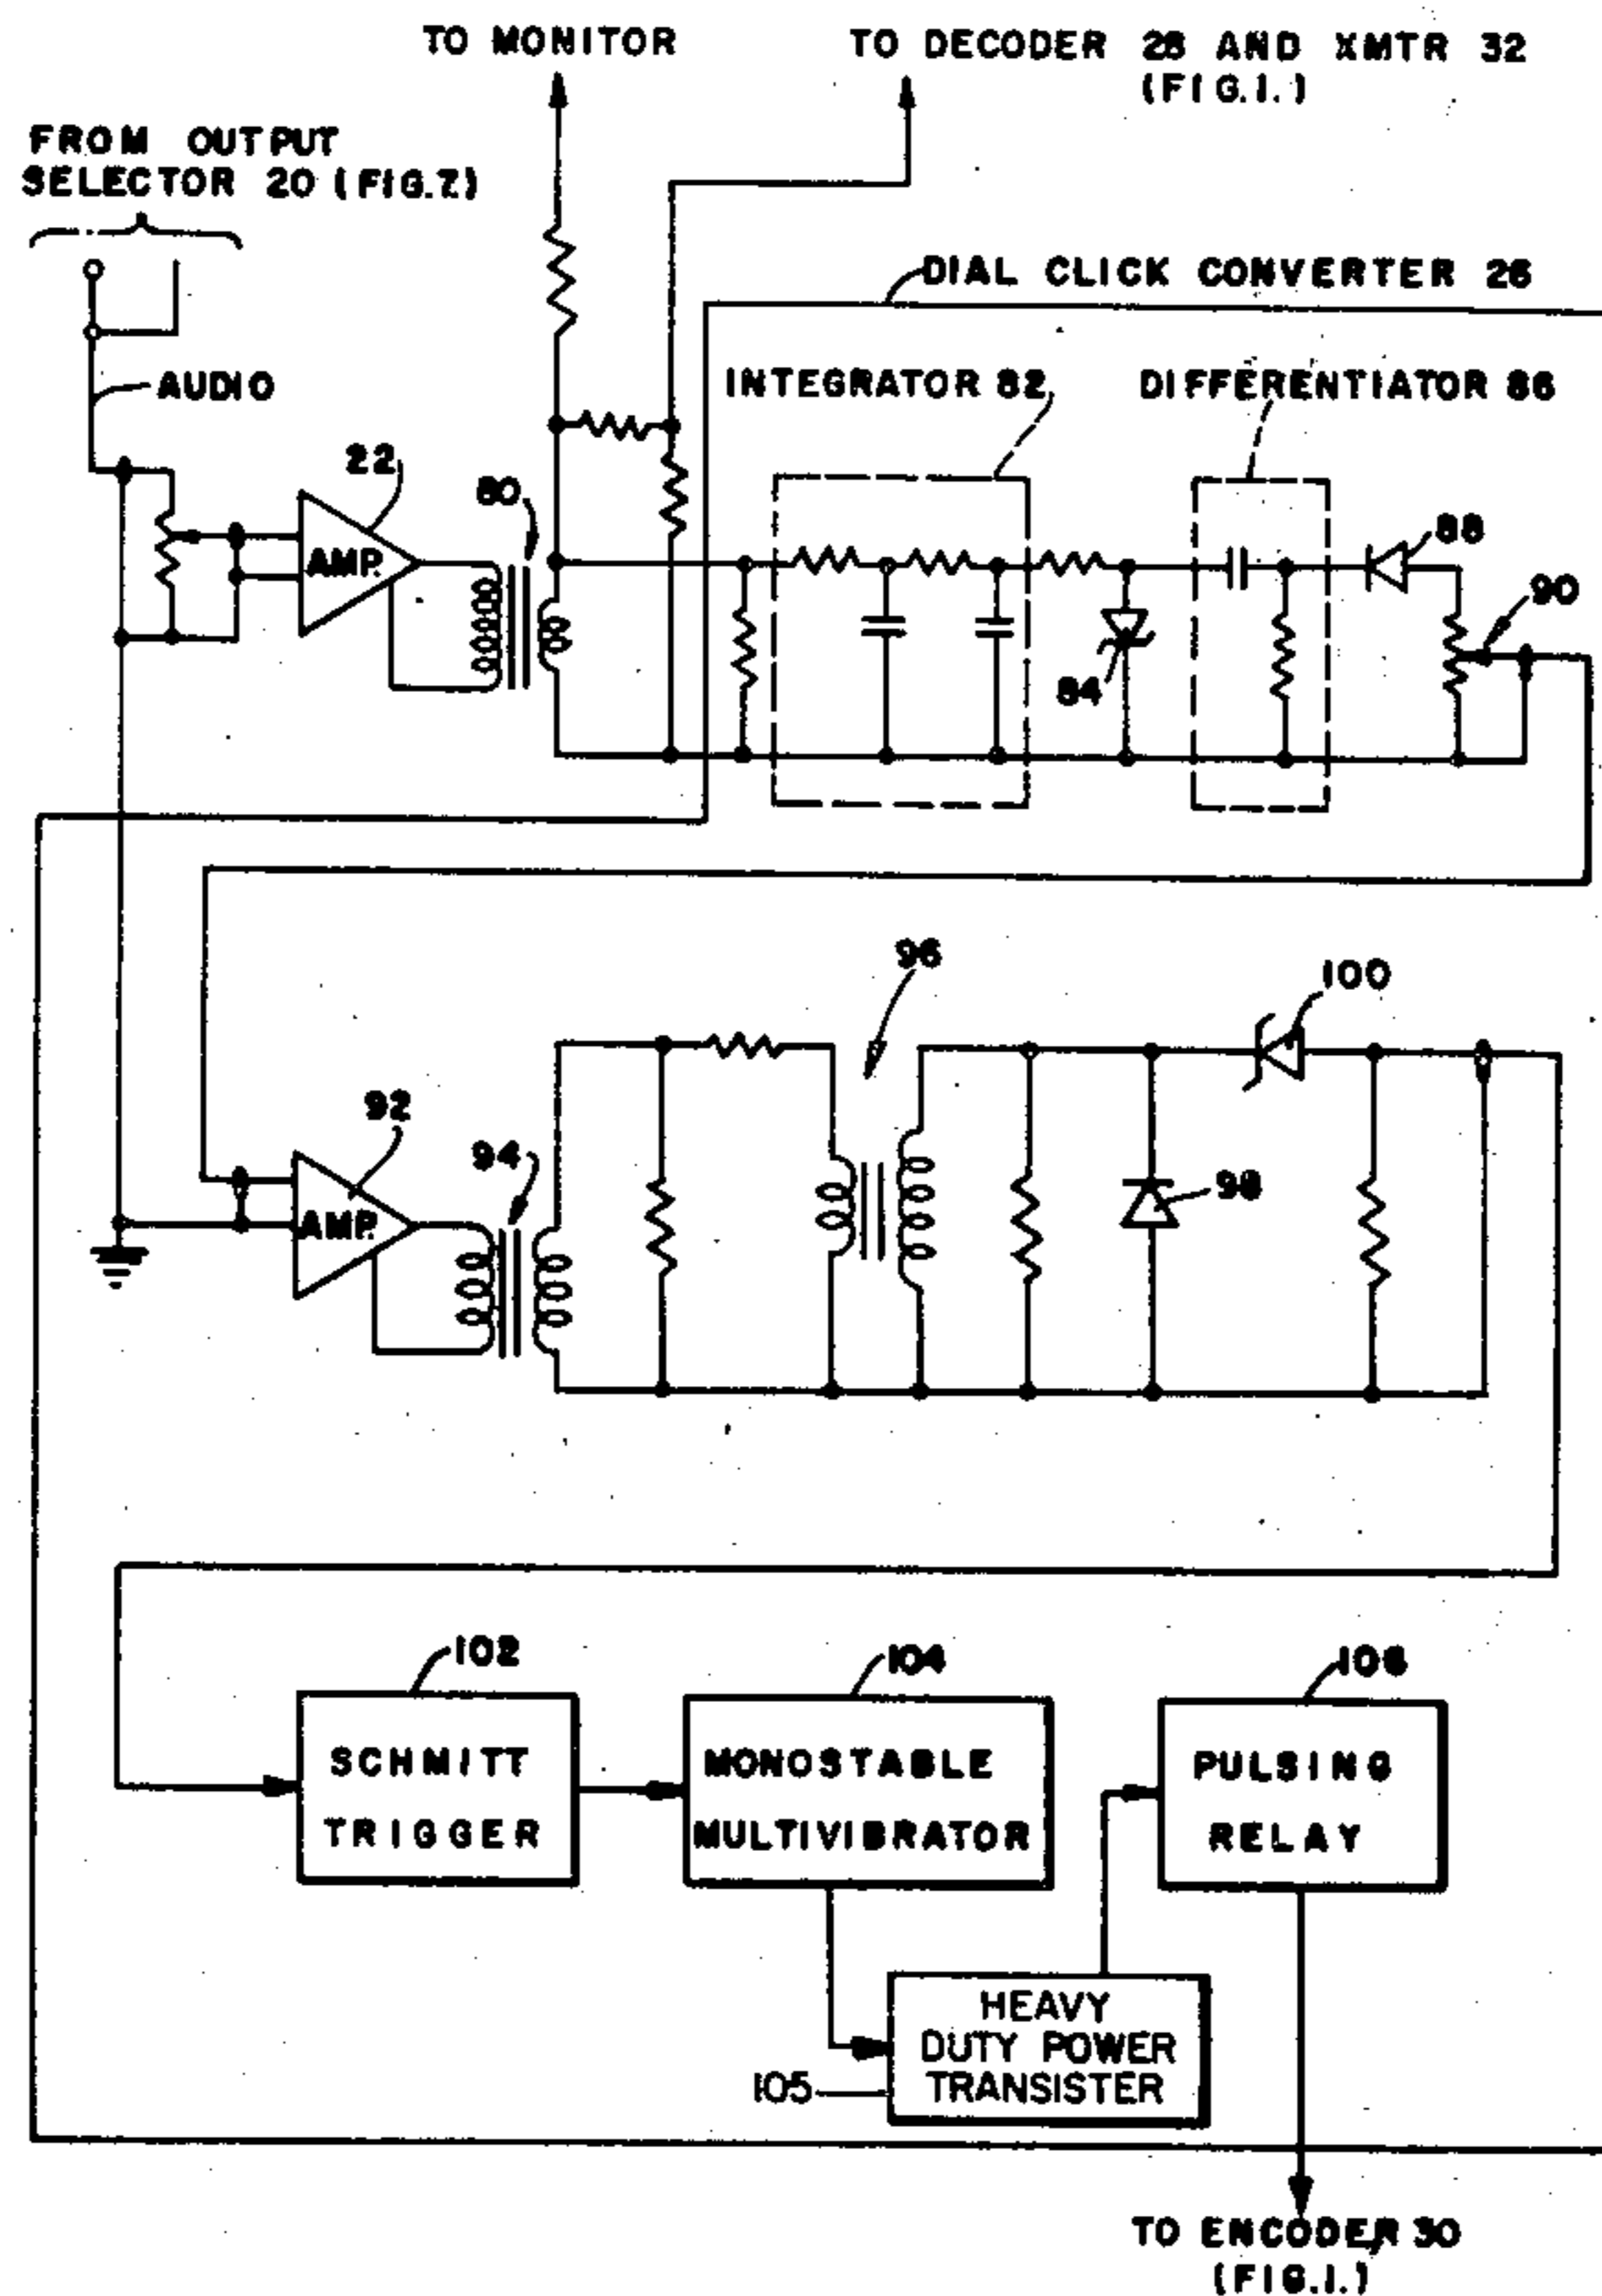 TO MONITOR
TO DECODER 28 AND XMTR 32
(FIG.1.)
FROM OUTPUT
SELECTOR 20 (FIG.7.)
DIAL CLICK CONVERTER 26
INTEGRATOR 82
DIFFERENTIATOR 86
AUDIO
22
80
88
AMP.
90
84
96
100
92
94
98
AMP.
102
104
106
SCHMITT
TRIGGER
MONOSTABLE
MULTIVIBRATOR
PULSING
RELAY
HEAVY
DUTY POWER
TRANSISTER
105
TO ENCODER 30
(FIG.1.)